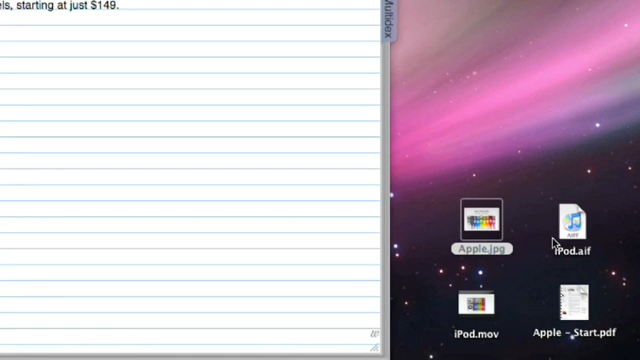 els, starting at just $149.
Multidex
Apple.jpg
AIFF
iPod.aif
iPod.mov
Apple – Start.pdf
w